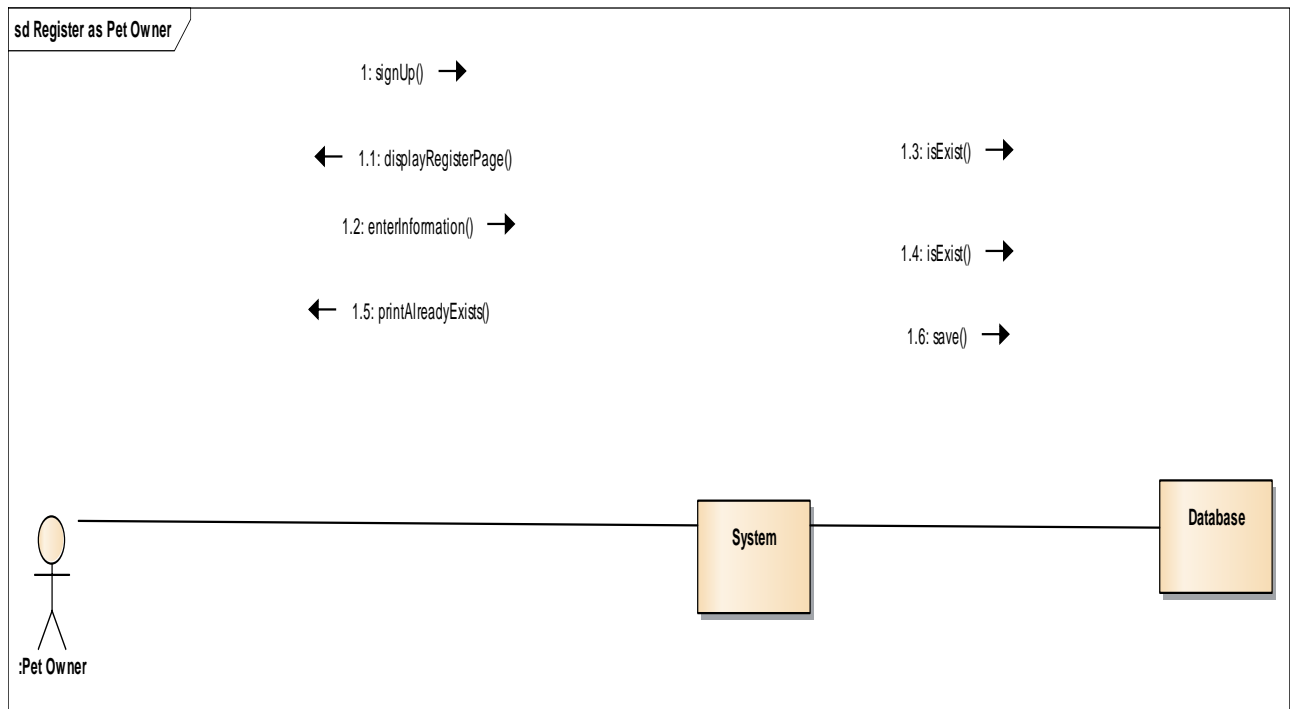 sd Register as Pet Owner
1: signUp()
1.1: displayRegisterPage()
1.3: isExist()
1.2: enterInformation()
1.4: isExist()
1.5: printAlreadyExists()
1.6: save()
System
Database
:Pet Owner